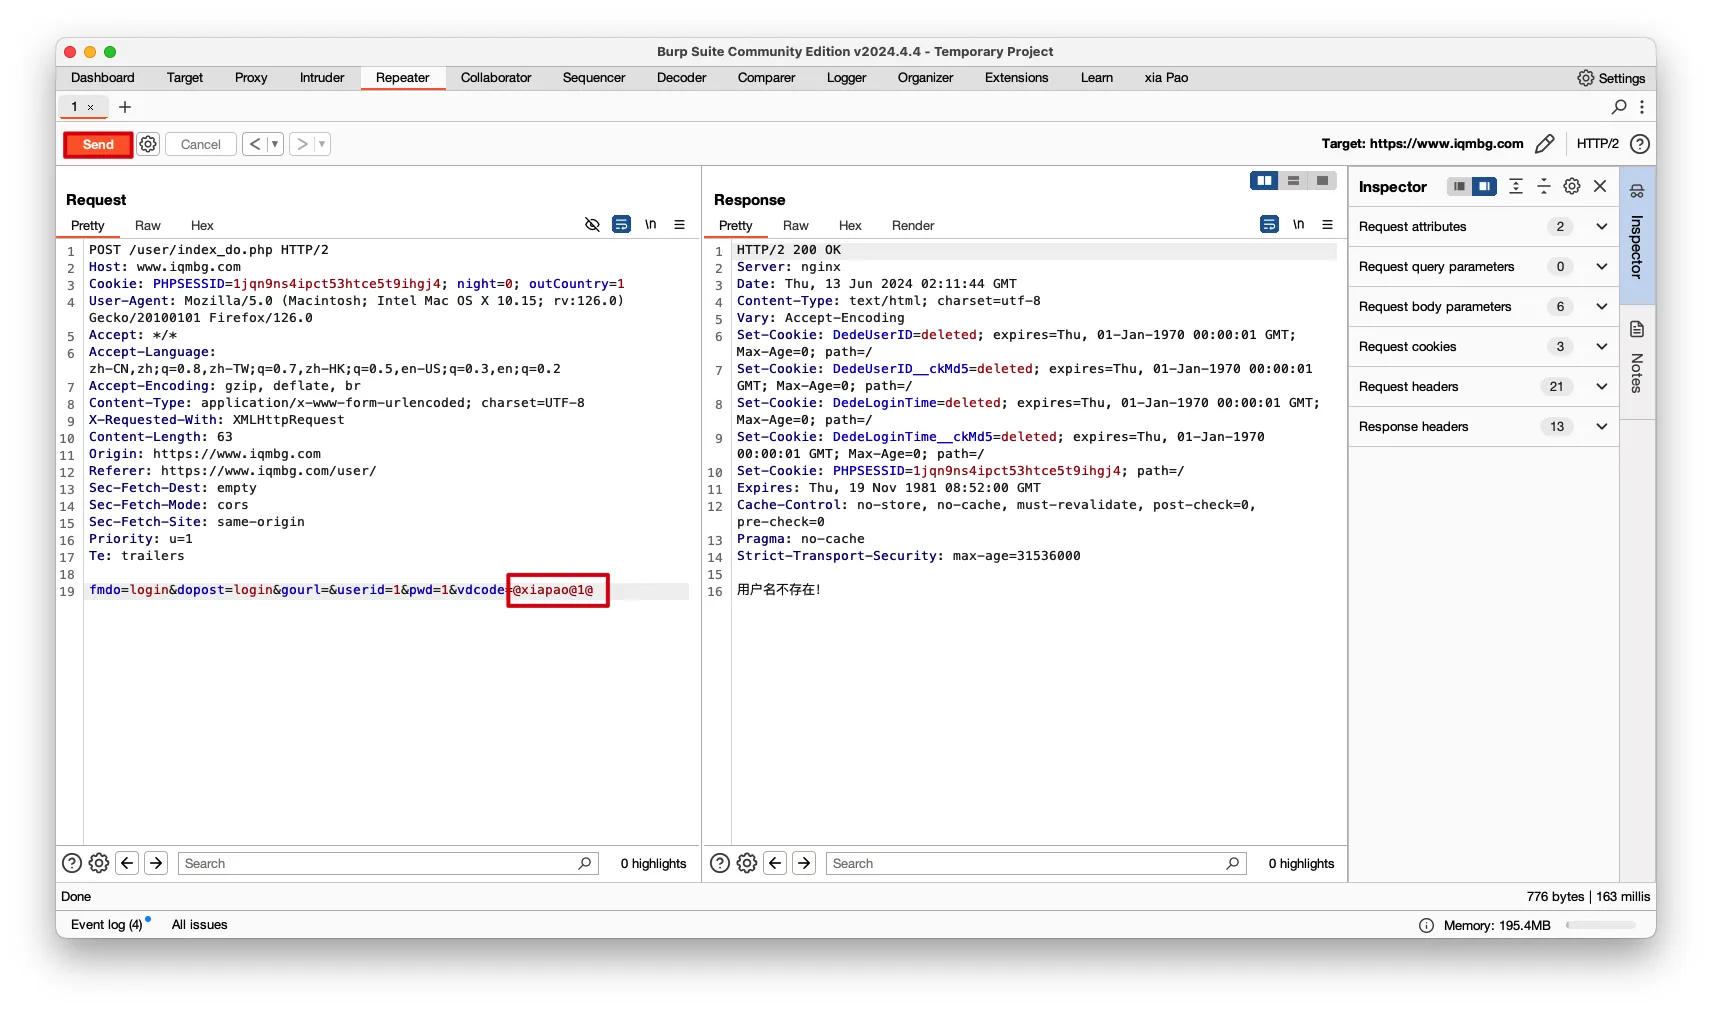 Burp Suite Community Edition v2024.4.4 - Temporary Project
Dashboard Target Proxy Intruder Repeater Collaborator Sequencer Decoder Comparer Logger Organizer Extensions Learn xia Pao Settings
1 × +
Send Cancel < > Target: https://www.iqmbg.com HTTP/2 ?
Request
Pretty Raw Hex \n
1 POST /user/index_do.php HTTP/2
2 Host: www.iqmbg.com
3 Cookie: PHPSESSID=1jqn9ns4ipct53htce5t9ihgj4; night=0; outCountry=1
4 User-Agent: Mozilla/5.0 (Macintosh; Intel Mac OS X 10.15; rv:126.0)
Gecko/20100101 Firefox/126.0
5 Accept: */*
6 Accept-Language:
zh-CN,zh;q=0.8,zh-TW;q=0.7,zh-HK;q=0.5,en-US;q=0.3,en;q=0.2
7 Accept-Encoding: gzip, deflate, br
8 Content-Type: application/x-www-form-urlencoded; charset=UTF-8
9 X-Requested-With: XMLHttpRequest
10 Content-Length: 63
11 Origin: https://www.iqmbg.com
12 Referer: https://www.iqmbg.com/user/
13 Sec-Fetch-Dest: empty
14 Sec-Fetch-Mode: cors
15 Sec-Fetch-Site: same-origin
16 Priority: u=1
17 Te: trailers
18
19 fmdo=login&dopost=login&gourl=&userid=1&pwd=1&vdcode=@xiapao@1@
Search 0 highlights
Response
Pretty Raw Hex Render \n
1 HTTP/2 200 OK
2 Server: nginx
3 Date: Thu, 13 Jun 2024 02:11:44 GMT
4 Content-Type: text/html; charset=utf-8
5 Vary: Accept-Encoding
6 Set-Cookie: DedeUserID=deleted; expires=Thu, 01-Jan-1970 00:00:01 GMT;
Max-Age=0; path=/
7 Set-Cookie: DedeUserID__ckMd5=deleted; expires=Thu, 01-Jan-1970 00:00:01
GMT; Max-Age=0; path=/
8 Set-Cookie: DedeLoginTime=deleted; expires=Thu, 01-Jan-1970 00:00:01 GMT;
Max-Age=0; path=/
9 Set-Cookie: DedeLoginTime__ckMd5=deleted; expires=Thu, 01-Jan-1970
00:00:01 GMT; Max-Age=0; path=/
10 Set-Cookie: PHPSESSID=1jqn9ns4ipct53htce5t9ihgj4; path=/
11 Expires: Thu, 19 Nov 1981 08:52:00 GMT
12 Cache-Control: no-store, no-cache, must-revalidate, post-check=0,
pre-check=0
13 Pragma: no-cache
14 Strict-Transport-Security: max-age=31536000
15
16 用户名不存在!
Search 0 highlights
Inspector
Request attributes 2
Request query parameters 0
Request body parameters 6
Request cookies 3
Request headers 21
Response headers 13
Inspector
Notes
Done 776 bytes | 163 millis
Event log (4) All issues Memory: 195.4MB